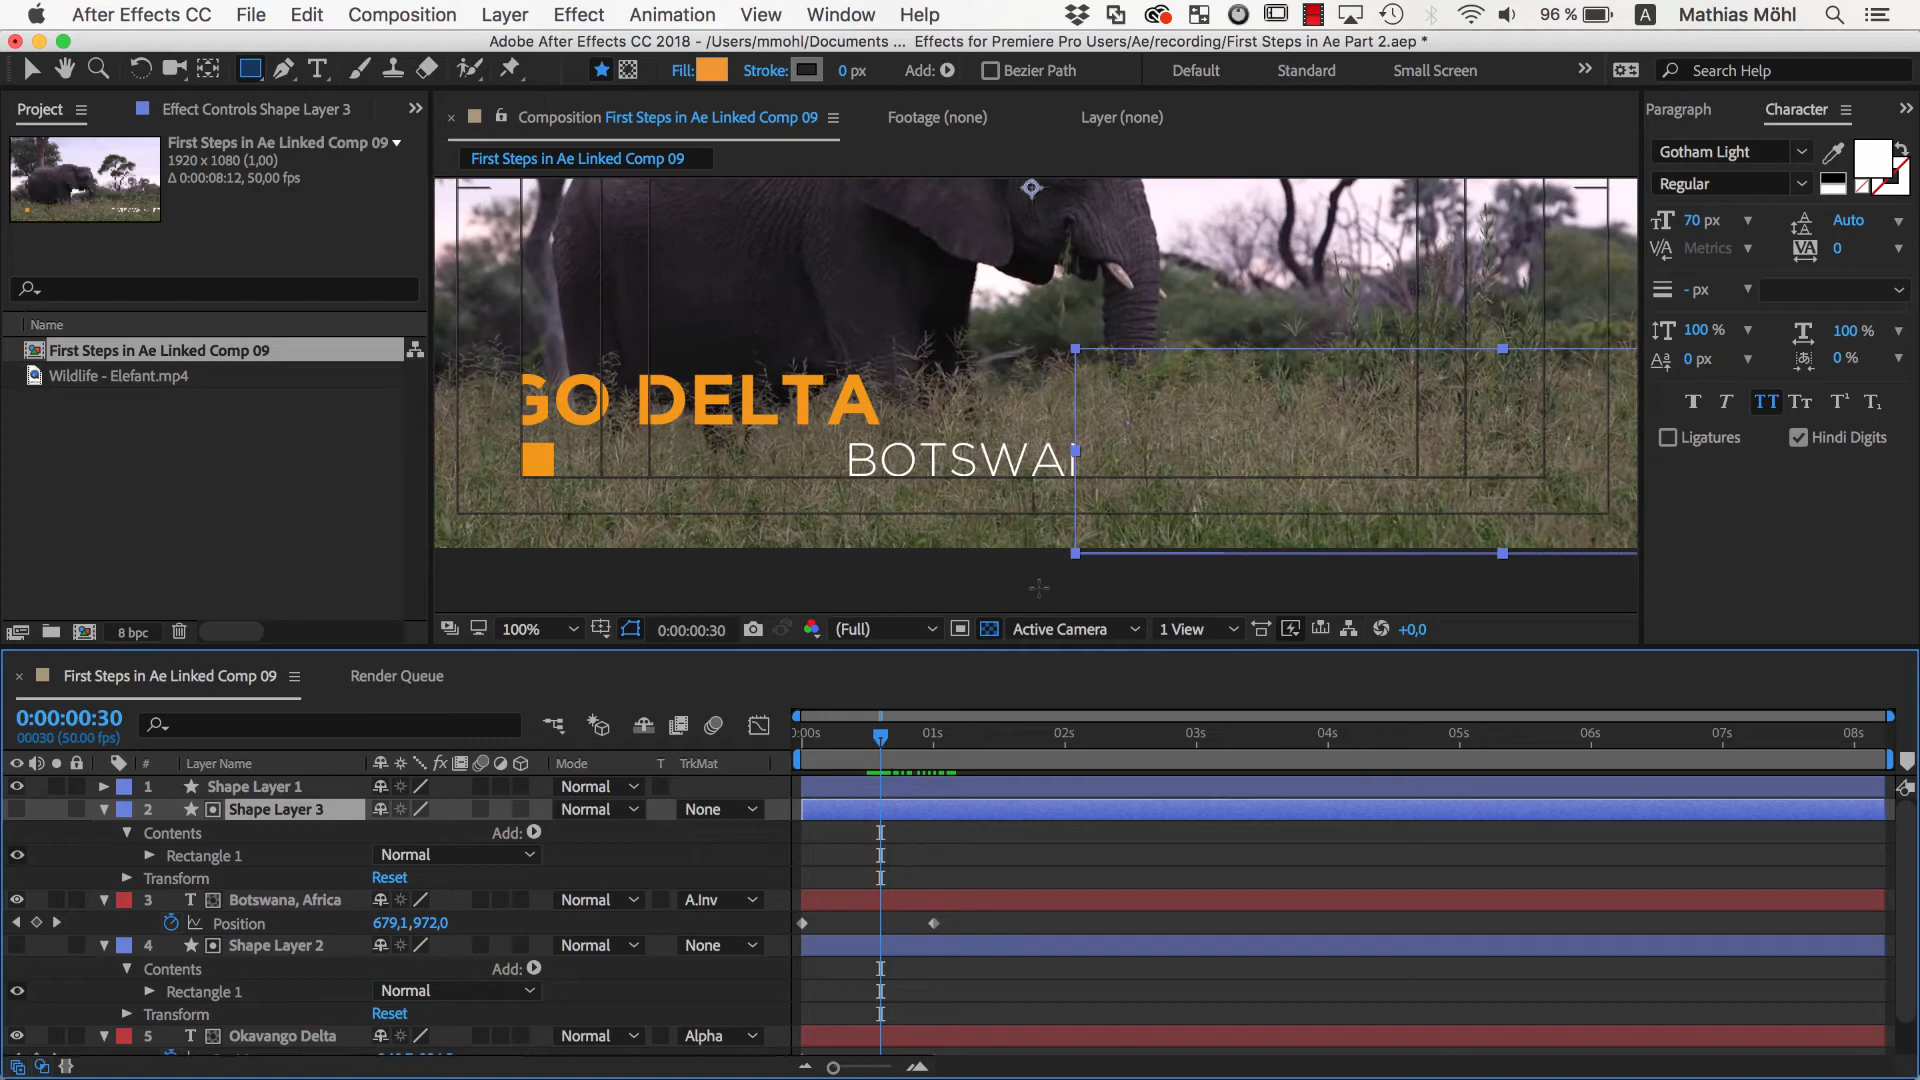 After Effects CC File Edit Composition Layer Effect Animation View Window Help 96 % A Mathias Möhl
Adobe After Effects CC 2018 - /Users/mmohl/Documents ... Effects for Premiere Pro Users/Ae/recording/First Steps in Ae Part 2.aep *
Fill: Stroke: 0 px Add: Bezier Path Default Standard Small Screen Search Help
Project Effect Controls Shape Layer 3
First Steps in Ae Linked Comp 09
1920 x 1080 (1,00)
Δ 0:00:08:12, 50,00 fps
Name
First Steps in Ae Linked Comp 09
Wildlife - Elefant.mp4
8 bpc
Composition First Steps in Ae Linked Comp 09 Footage (none) Layer (none)
First Steps in Ae Linked Comp 09
GO DELTA
BOTSWA
100% 0:00:00:30 (Full) Active Camera 1 View +0,0
Paragraph Character
Gotham Light
Regular
70 px Auto
Metrics 0
- px
100 % 100 %
0 px 0 %
Ligatures Hindi Digits
First Steps in Ae Linked Comp 09 Render Queue
0:00:00:30
00030 (50.00 fps)
# Layer Name Mode T TrkMat
0:00s 01s 02s 03s 04s 05s 06s 07s 08s
1 Shape Layer 1 Normal
2 Shape Layer 3 Normal None
Contents Add:
Rectangle 1 Normal
Transform Reset
3 Botswana, Africa Normal A.Inv
Position 679,1,972,0
4 Shape Layer 2 Normal None
Contents Add:
Rectangle 1 Normal
Transform Reset
5 Okavango Delta Normal Alpha